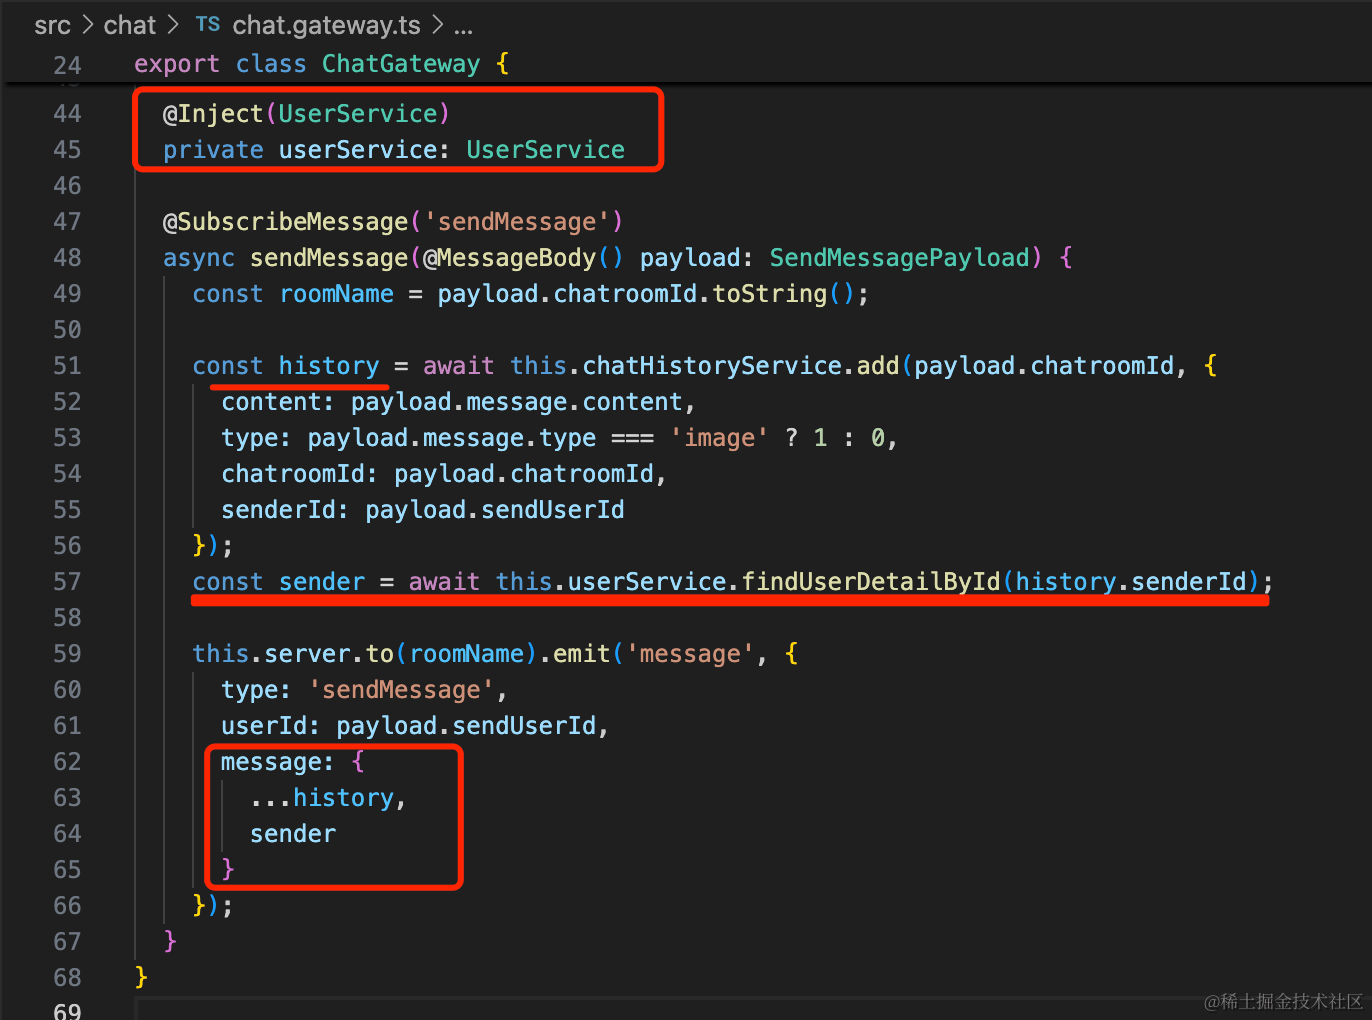 src > chat > TS chat.gateway.ts > ...
24 export class ChatGateway {
44 @Inject(UserService)
45 private userService: UserService
46
47 @SubscribeMessage('sendMessage')
48 async sendMessage(@MessageBody() payload: SendMessagePayload) {
49 const roomName = payload.chatroomId.toString();
50
51 const history = await this.chatHistoryService.add(payload.chatroomId, {
52 content: payload.message.content,
53 type: payload.message.type === 'image' ? 1 : 0,
54 chatroomId: payload.chatroomId,
55 senderId: payload.sendUserId
56 });
57 const sender = await this.userService.findUserDetailById(history.senderId);
58
59 this.server.to(roomName).emit('message', {
60 type: 'sendMessage',
61 userId: payload.sendUserId,
62 message: {
63 ...history,
64 sender
65 }
66 });
67 }
68 }
69
@稀土掘金技术社区